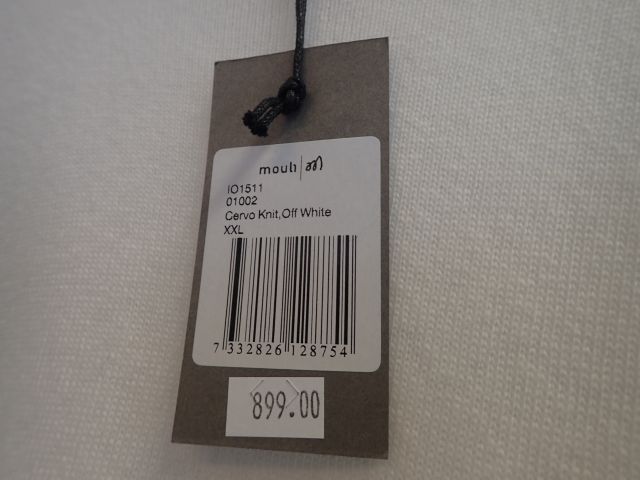 mouli
IO1511
01002
Cervo Knit,Off White
XXL
7 332826 128754
899.00